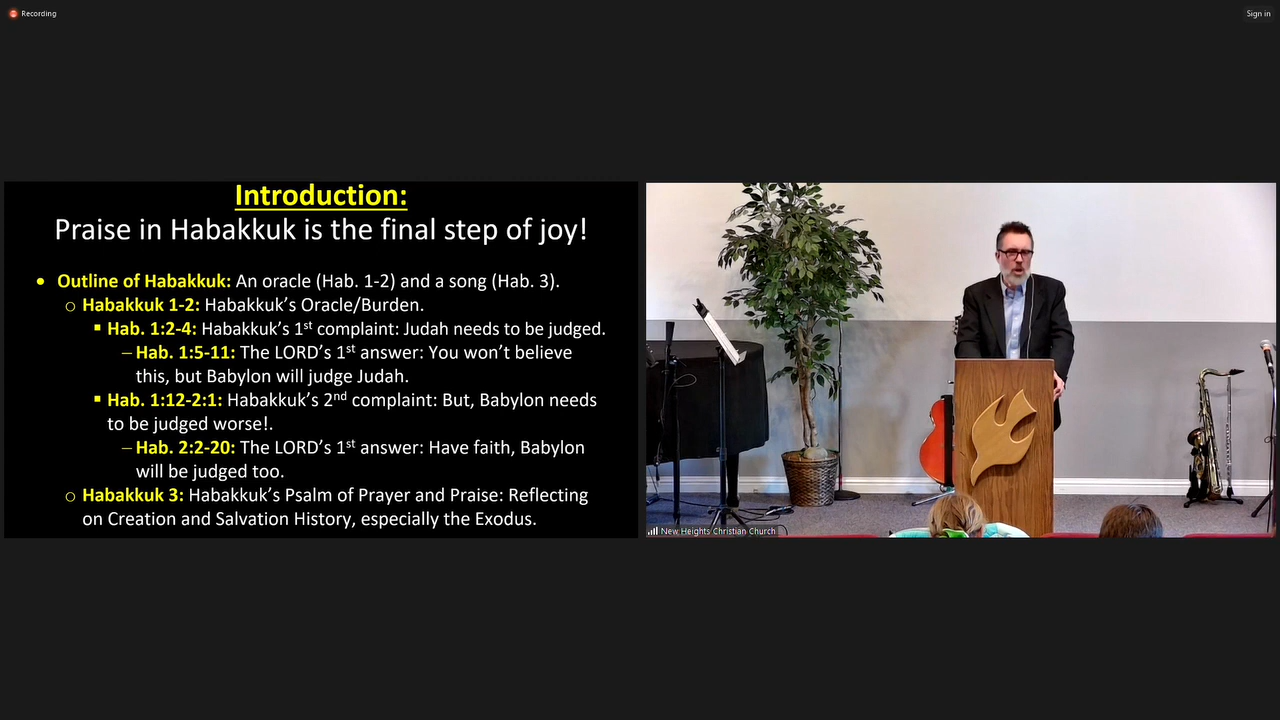 Recording
Sign in
Introduction:
Praise in Habakkuk is the final step of joy!
• Outline of Habakkuk: An oracle (Hab. 1-2) and a song (Hab. 3).
o Habakkuk 1-2: Habakkuk's Oracle/Burden.
▪ Hab. 1:2-4: Habakkuk's 1st complaint: Judah needs to be judged.
– Hab. 1:5-11: The LORD's 1st answer: You won't believe
this, but Babylon will judge Judah.
▪ Hab. 1:12-2:1: Habakkuk's 2nd complaint: But, Babylon needs
to be judged worse!.
– Hab. 2:2-20: The LORD's 1st answer: Have faith, Babylon
will be judged too.
o Habakkuk 3: Habakkuk's Psalm of Prayer and Praise: Reflecting
on Creation and Salvation History, especially the Exodus.
New Heights Christian Church